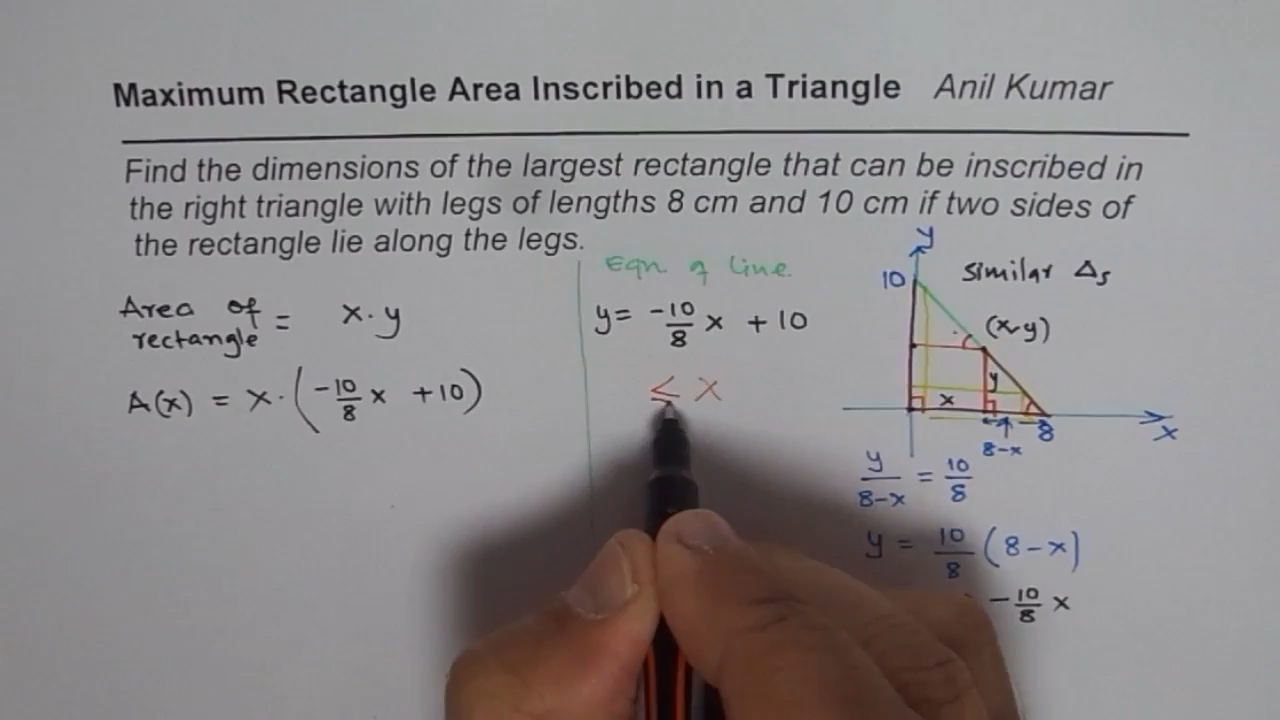 Maximum Rectangle Area Inscribed in a Triangle Anil Kumar
Find the dimensions of the largest rectangle that can be inscribed in
the right triangle with legs of lengths 8 cm and 10 cm if two sides of
the rectangle lie along the legs.
Area of
rectangle = x · y
A(x) = x · (-10/8 x + 10)
Eqn. of line.
y = -10/8 x + 10
≤ x
y
10
similar Δs
(x,y)
y
x
8
x
8-x
y/8-x = 10/8
y = 10/8 (8-x)
- 10/8 x